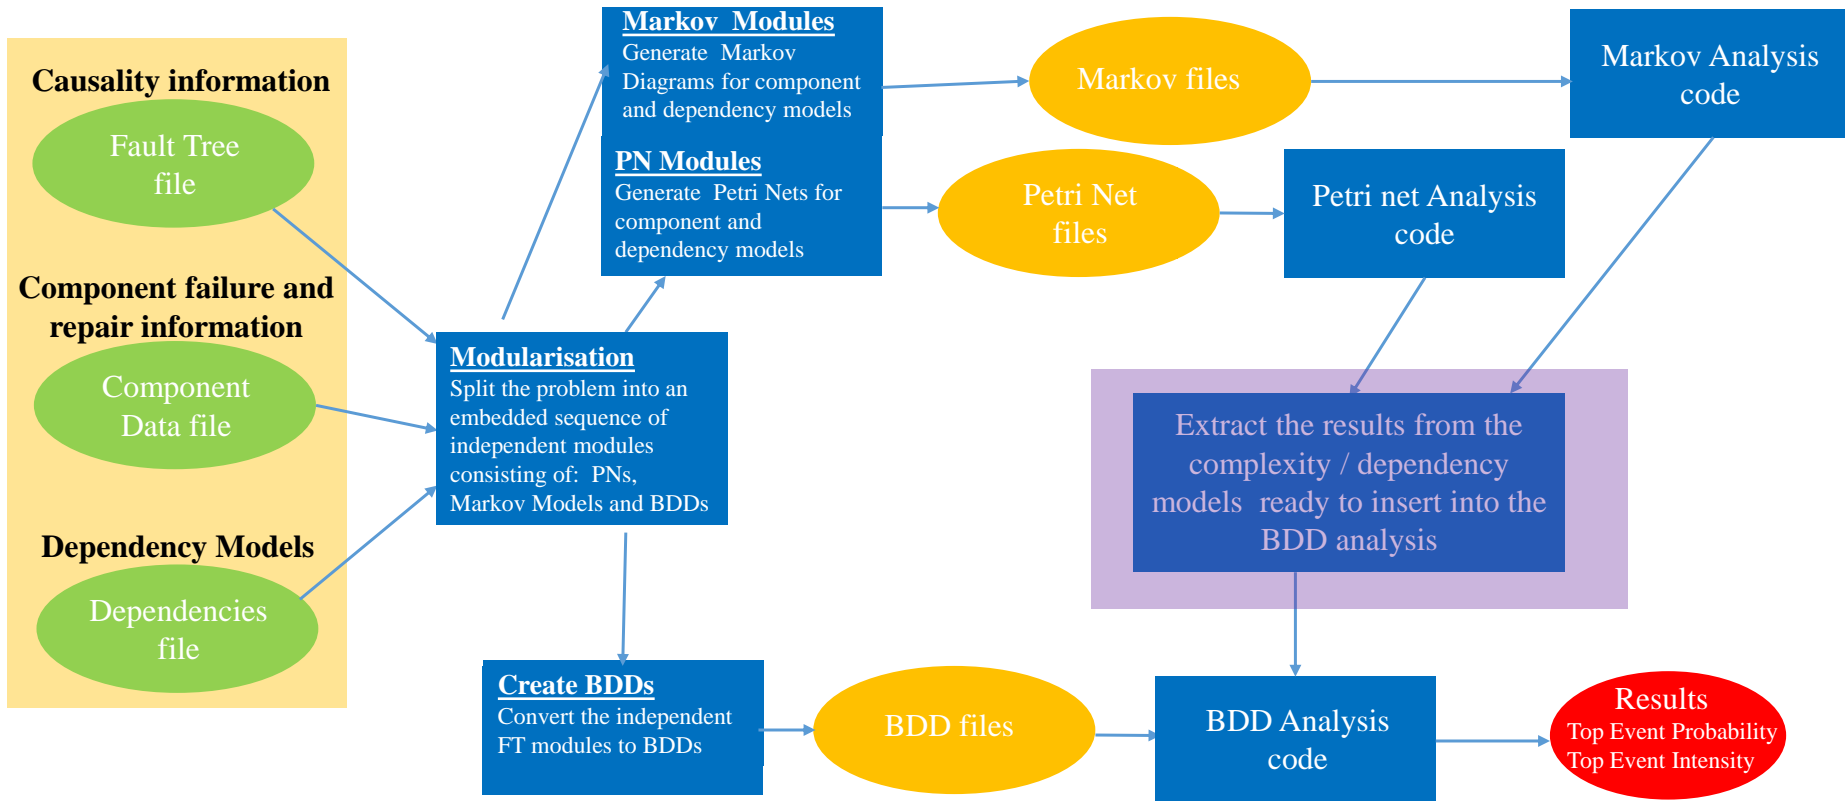 Causality information
Fault Tree
file
Component failure and
repair information
Component
Data file
Dependency Models
Dependencies
file
Modularisation
Split the problem into an
embedded sequence of
independent modules
consisting of: PNs,
Markov Models and BDDs
Markov Modules
Generate Markov
Diagrams for component
and dependency models
PN Modules
Generate Petri Nets for
component and
dependency models
Markov files
Markov Analysis
code
Petri Net
files
Petri net Analysis
code
Extract the results from the
complexity / dependency
models ready to insert into the
BDD analysis
Create BDDs
Convert the independent
FT modules to BDDs
BDD files
BDD Analysis
code
Results
Top Event Probability
Top Event Intensity